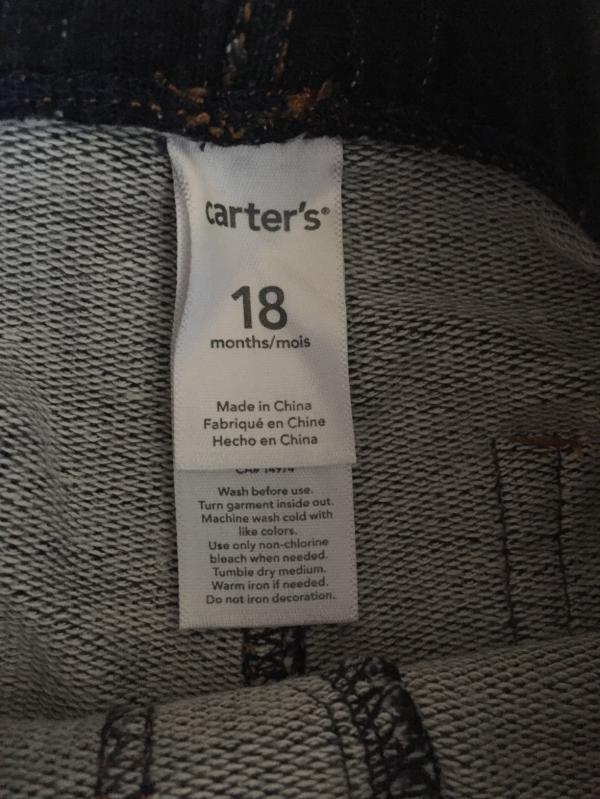 carter's®
18
months/mois
Made in China
Fabriqué en Chine
Hecho en China
Wash before use.
Turn garment inside out.
Machine wash cold with
like colors.
Use only non-chlorine
bleach when needed.
Tumble dry medium.
Warm iron if needed.
Do not iron decoration.